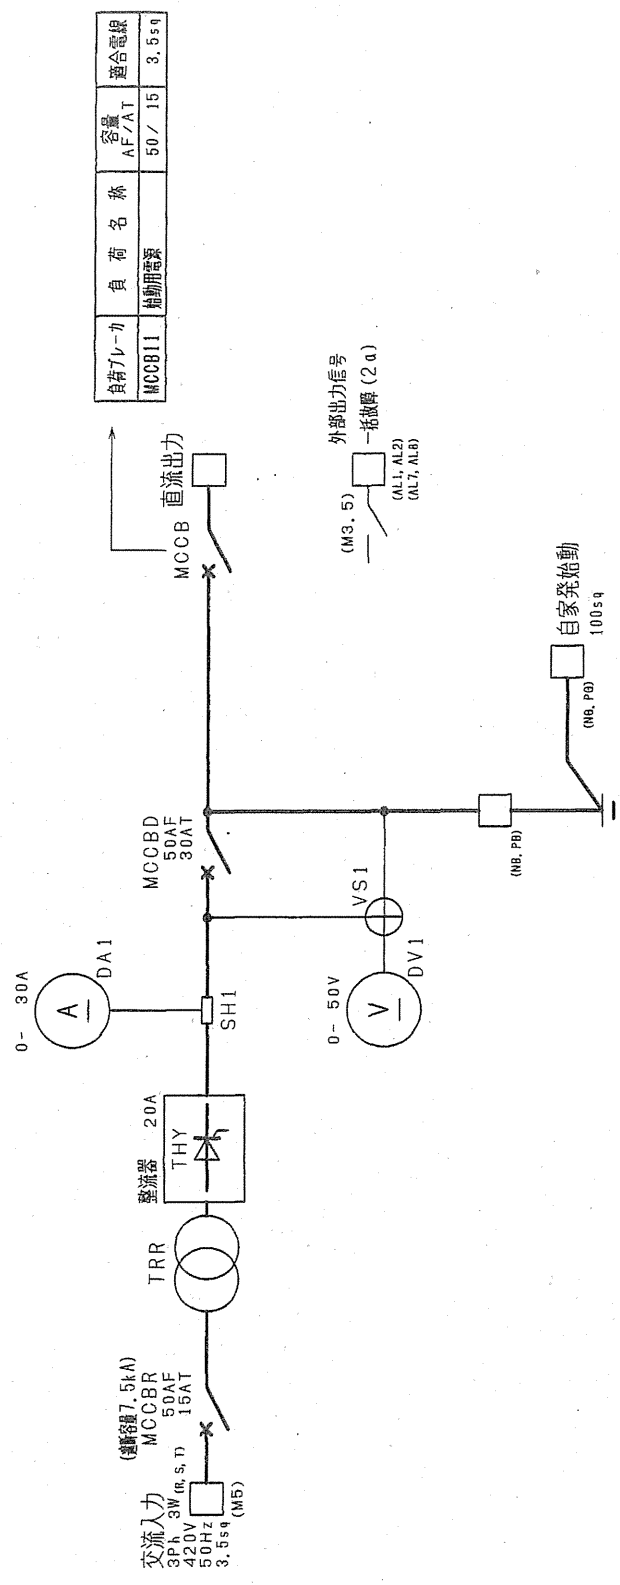 交流入力
3Ph 3W (R, S, T)
420V
50Hz
3.5sq
(M5)
(遮断容量7.5kA)
MCCBR
50AF
15AT
TRR
整流器 20A
THY
0- 30A
A
DA1
SH1
0- 50V
V
DV1
VS1
MCCBD
50AF
30AT
(NB, PB)
自家発始動
100sq
MCCB
直流出力
(M3.5)
外部出力信号
一括故障(2a)
(AL1, AL2)
(AL7, AL8)
負荷ブレーカ 負荷名称 容量 AF/AT 適合電線
MCCB11 始動用電源 50/ 15 3.5sq